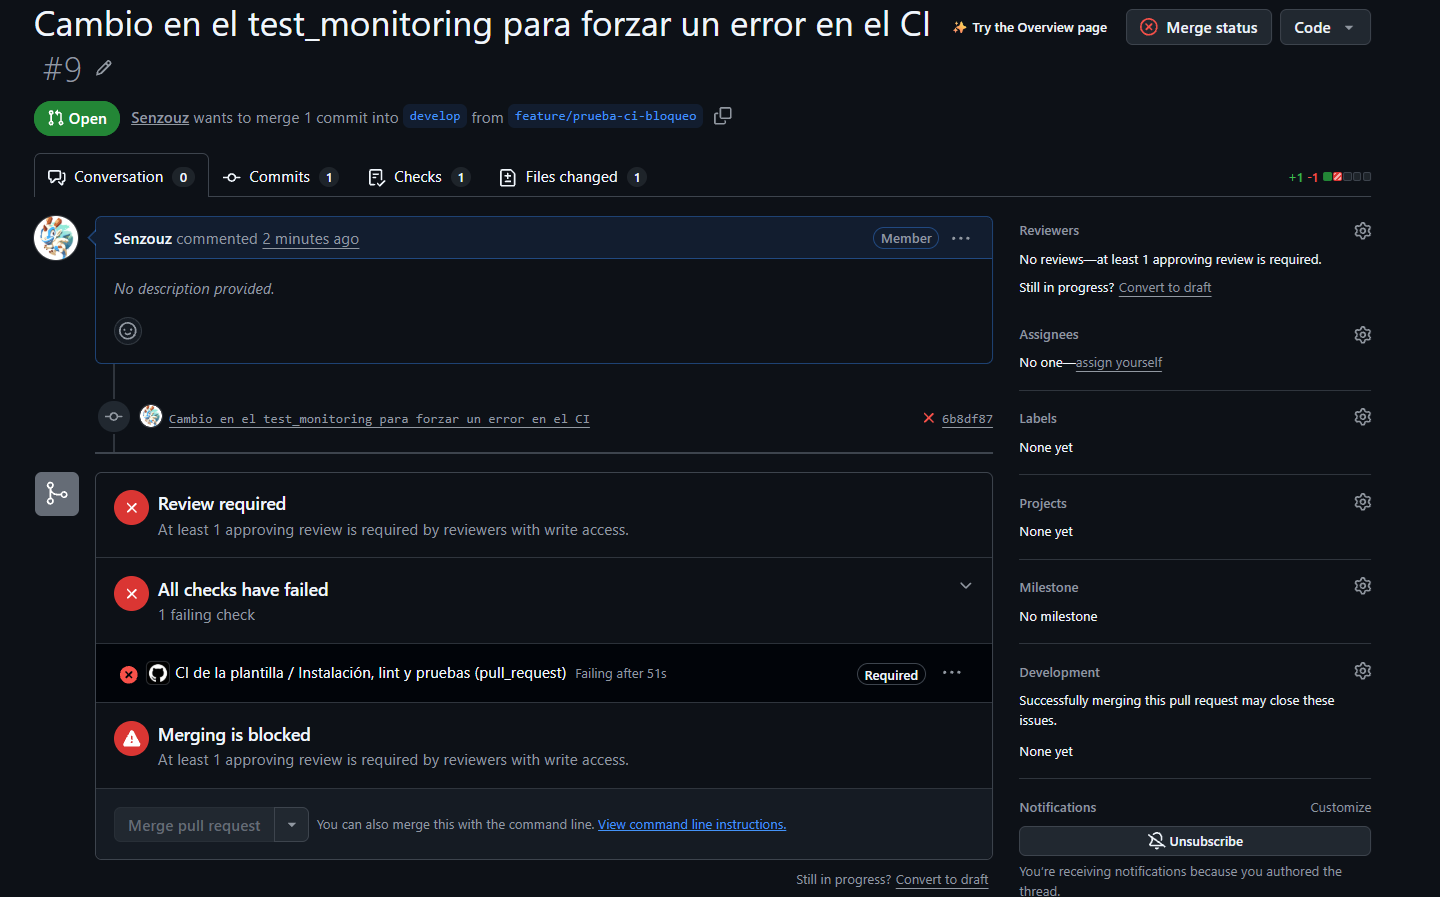 Cambio en el test_monitoring para forzar un error en el CI
#9
Try the Overview page
Merge status
Code
Open
Senzouz wants to merge 1 commit into develop from feature/prueba-ci-bloqueo
Conversation 0
Commits 1
Checks 1
Files changed 1
+1 -1
Senzouz commented 2 minutes ago
Member
No description provided.
Cambio en el test_monitoring para forzar un error en el CI
6b8df87
Review required
At least 1 approving review is required by reviewers with write access.
All checks have failed
1 failing check
CI de la plantilla / Instalación, lint y pruebas (pull_request) Failing after 51s
Required
Merging is blocked
At least 1 approving review is required by reviewers with write access.
Merge pull request
You can also merge this with the command line. View command line instructions.
Still in progress? Convert to draft
Reviewers
No reviews—at least 1 approving review is required.
Still in progress? Convert to draft
Assignees
No one—assign yourself
Labels
None yet
Projects
None yet
Milestone
No milestone
Development
Successfully merging this pull request may close these
issues.
None yet
Notifications
Customize
Unsubscribe
You're receiving notifications because you authored the
thread.